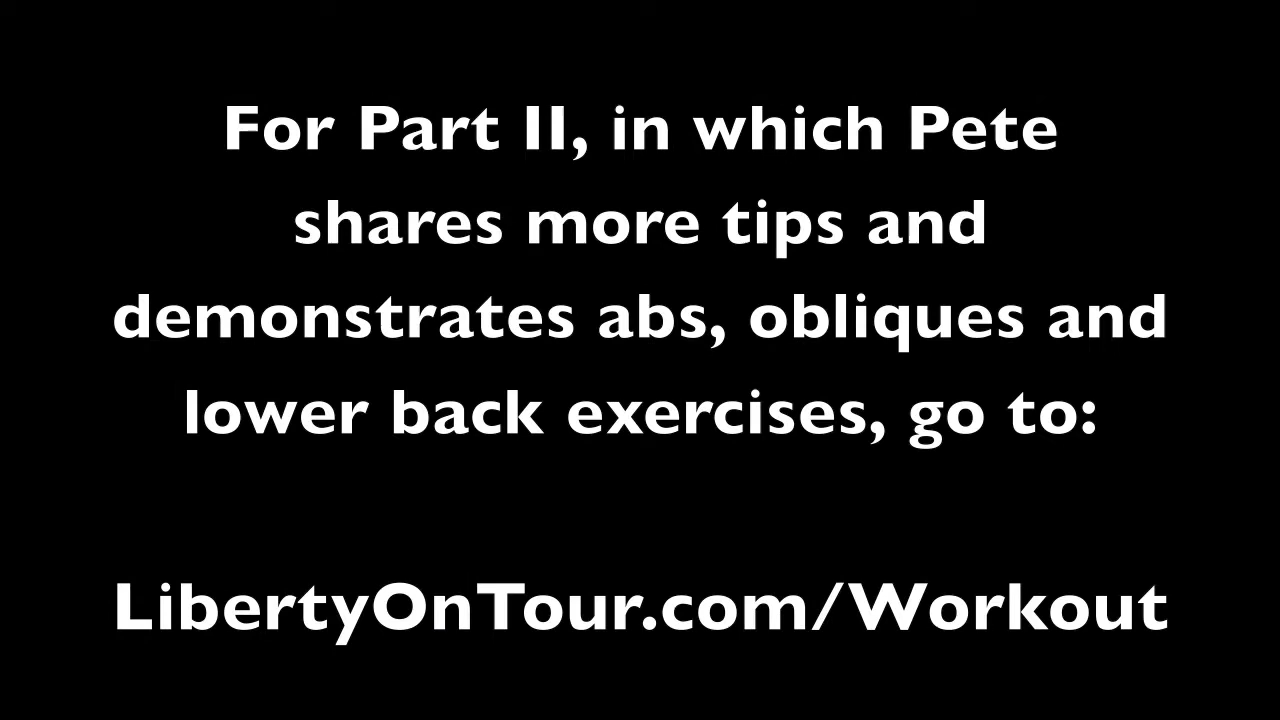 For Part II, in which Pete
shares more tips and
demonstrates abs, obliques and
lower back exercises, go to:
LibertyOnTour.com/Workout